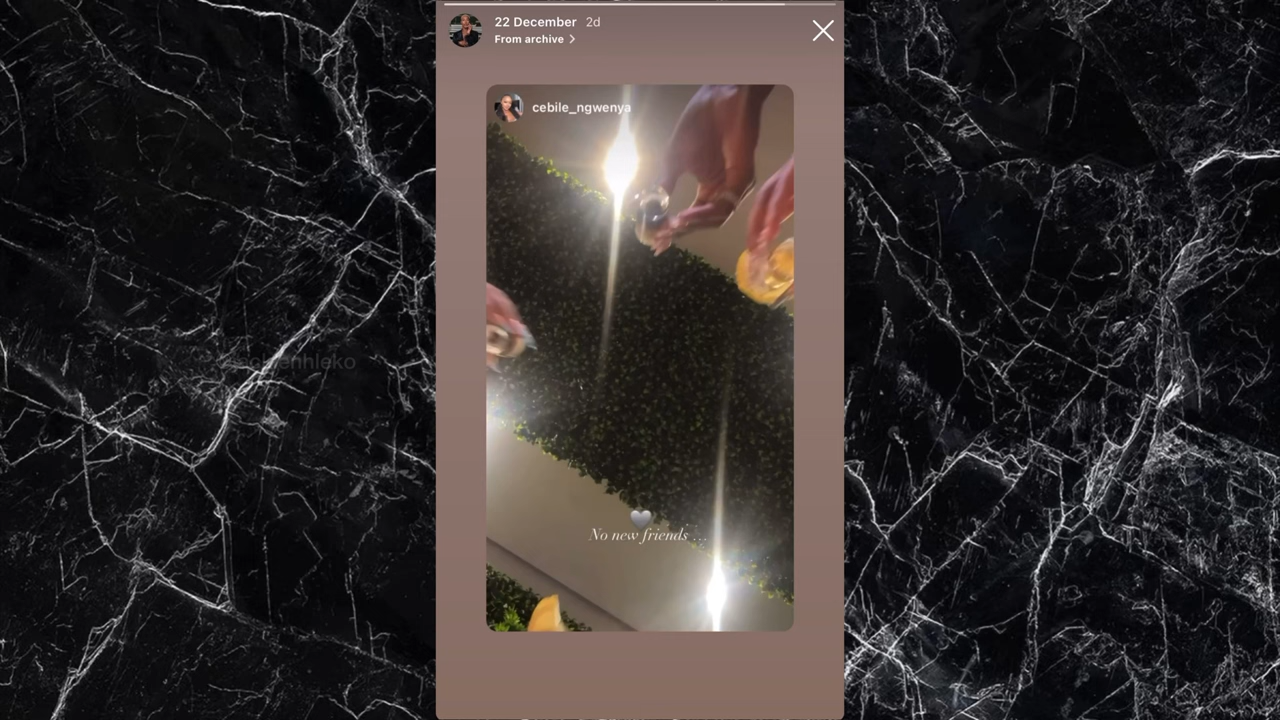 22 December 2d
From archive
cebile_ngwenya
No new friends ...